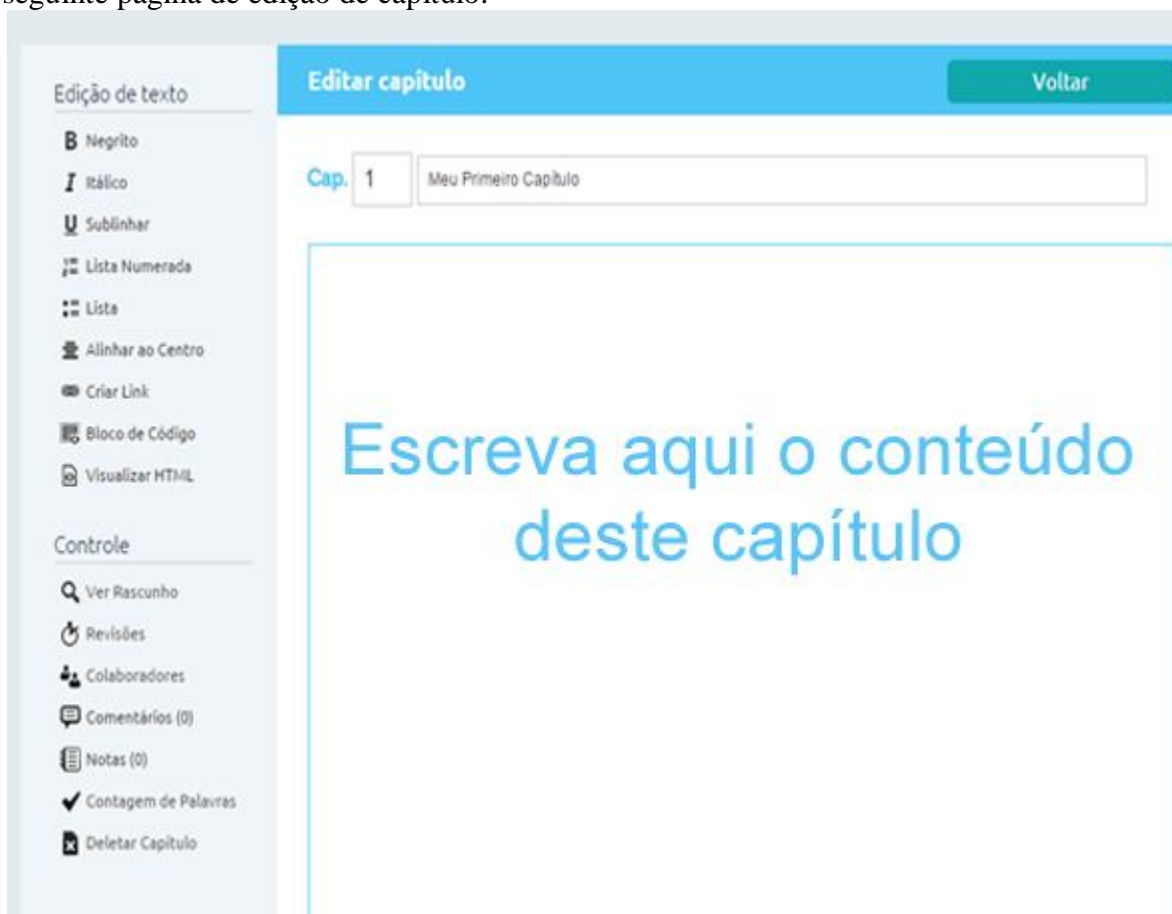 seguinte página de edição de capítulo:
Edição de texto
B Negrito
I Itálico
U Sublinhar
Lista Numerada
Lista
Alinhar ao Centro
Criar Link
Bloco de Código
Visualizar HTML
Controle
Ver Rascunho
Revisões
Colaboradores
Comentários (0)
Notas (0)
Contagem de Palavras
Deletar Capítulo
Editar capítulo
Voltar
Cap. 1 Meu Primeiro Capítulo
Escreva aqui o conteúdo
deste capítulo